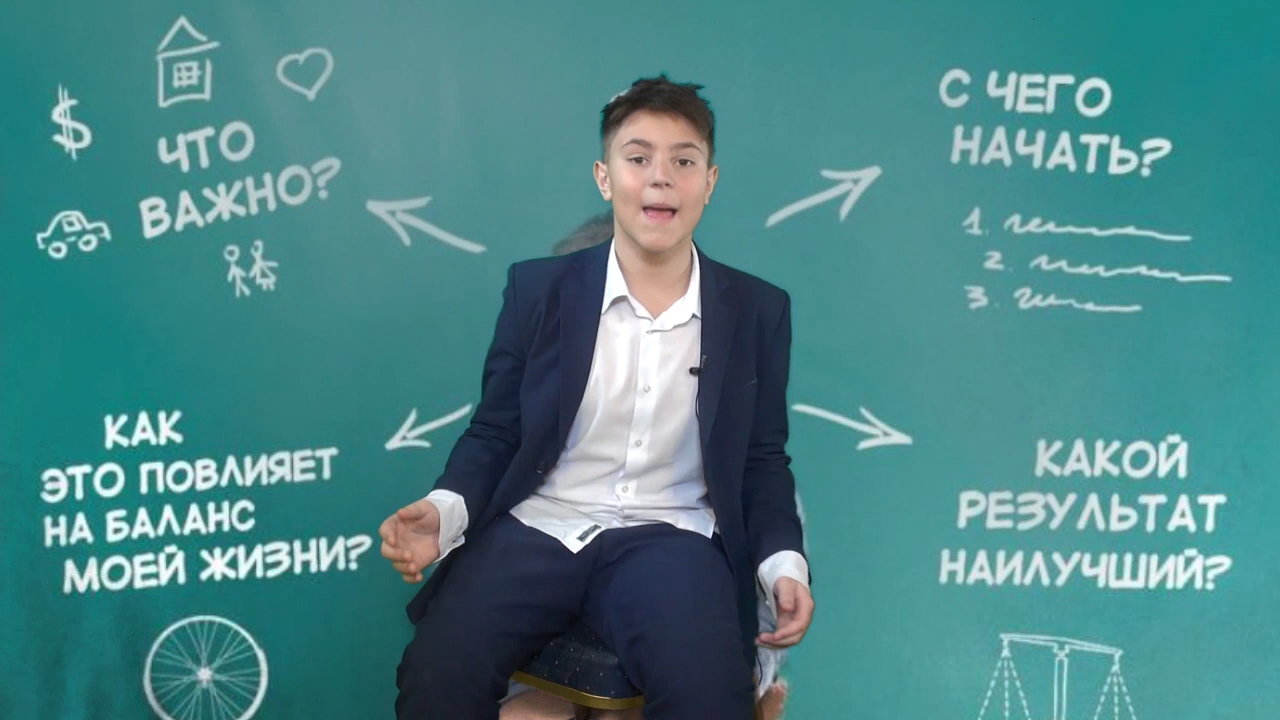 $
ЧТО
ВАЖНО?
С ЧЕГО
НАЧАТЬ?
1.
2.
3.
КАК
ЭТО ПОВЛИЯЕТ
НА БАЛАНС
МОЕЙ ЖИЗНИ?
КАКОЙ
РЕЗУЛЬТАТ
НАИЛУЧШИЙ?